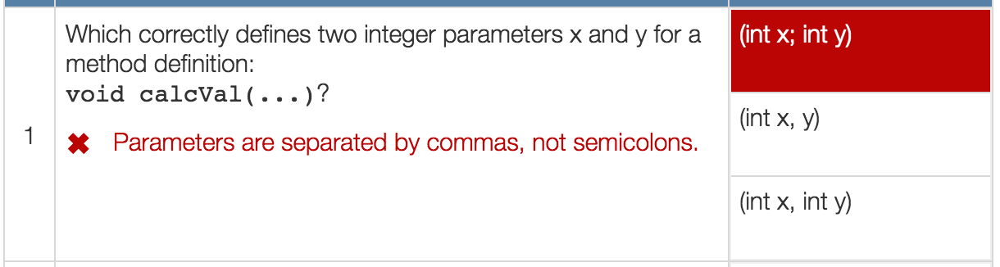 1
Which correctly defines two integer parameters x and y for a
method definition:
void calcVal(...)?
✖ Parameters are separated by commas, not semicolons.
(int x; int y)
(int x, y)
(int x, int y)